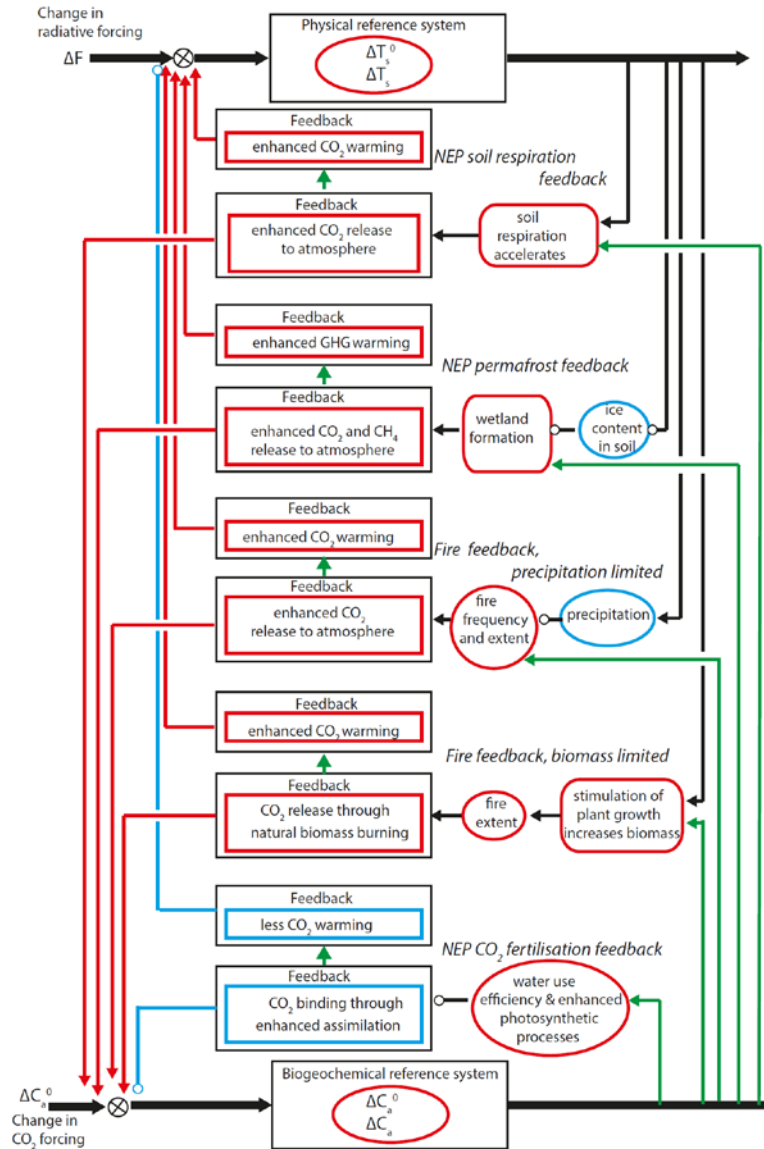 Change in
radiative forcing
ΔF
Physical reference system
ΔT_s^0
ΔT_s
Feedback
enhanced CO₂ warming
NEP soil respiration
feedback
Feedback
enhanced CO₂ release
to atmosphere
soil
respiration
accelerates
Feedback
enhanced GHG warming
NEP permafrost feedback
Feedback
enhanced CO₂ and CH₄
release to atmosphere
wetland
formation
ice
content
in soil
Feedback
enhanced CO₂ warming
Fire feedback,
precipitation limited
Feedback
enhanced CO₂
release to atmosphere
fire
frequency
and extent
precipitation
Feedback
enhanced CO₂ warming
Fire feedback, biomass limited
Feedback
CO₂ release through
natural biomass burning
fire
extent
stimulation of
plant growth
increases biomass
Feedback
less CO₂ warming
NEP CO₂ fertilisation feedback
Feedback
CO₂ binding through
enhanced assimilation
water use
efficiency & enhanced
photosynthetic
processes
Biogeochemical reference system
ΔC_a^0
ΔC_a
ΔC_a^0
Change in
CO₂ forcing